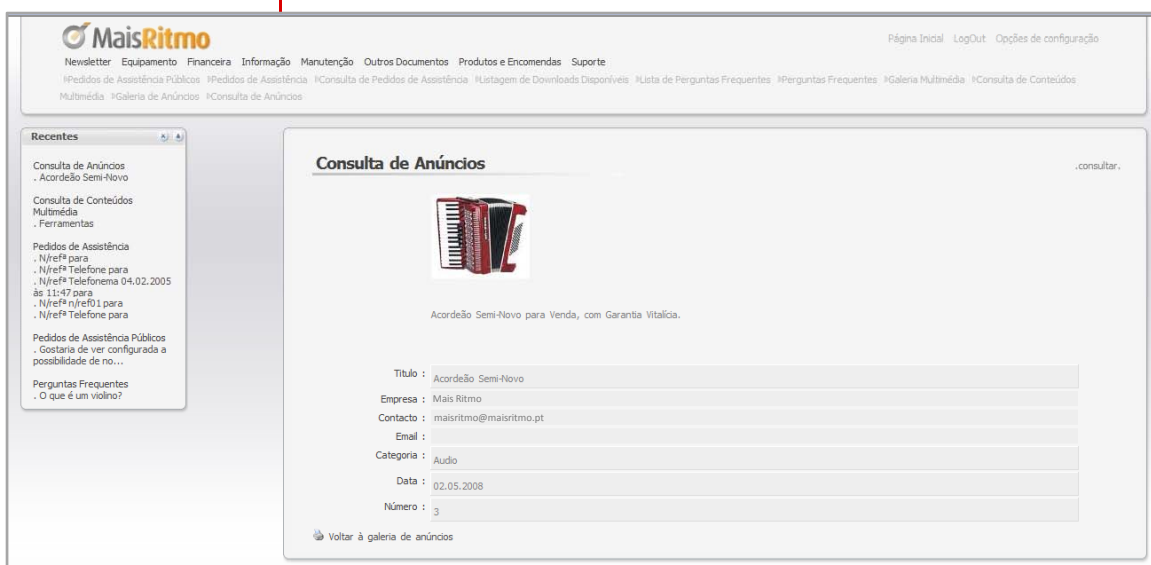 MaisRitmo
Página Inicial LogOut Opções de configuração
Newsletter Equipamento Financeira Informação Manutenção Outros Documentos Produtos e Encomendas Suporte
»Pedidos de Assistência Públicos »Pedidos de Assistência »Consulta de Pedidos de Assistência »Listagem de Downloads Disponíveis »Lista de Perguntas Frequentes »Perguntas Frequentes »Galeria Multimédia »Consulta de Conteúdos
Multimédia »Galeria de Anúncios »Consulta de Anúncios
Recentes
Consulta de Anúncios
. Acordeão Semi-Novo
Consulta de Conteúdos
Multimédia
. Ferramentas
Pedidos de Assistência
. N/refª para
. N/refª Telefone para
. N/refª Telefonema 04.02.2005
às 11:47 para
. N/refª n/ref01 para
. N/refª Telefone para
Pedidos de Assistência Públicos
. Gostaria de ver configurada a
possibilidade de no...
Perguntas Frequentes
. O que é um violino?
Consulta de Anúncios
.consultar.
Acordeão Semi-Novo para Venda, com Garantia Vitalícia.
Titulo : Acordeão Semi-Novo
Empresa : Mais Ritmo
Contacto : maisritmo@maisritmo.pt
Email :
Categoria : Audio
Data : 02.05.2008
Número : 3
Voltar à galeria de anúncios